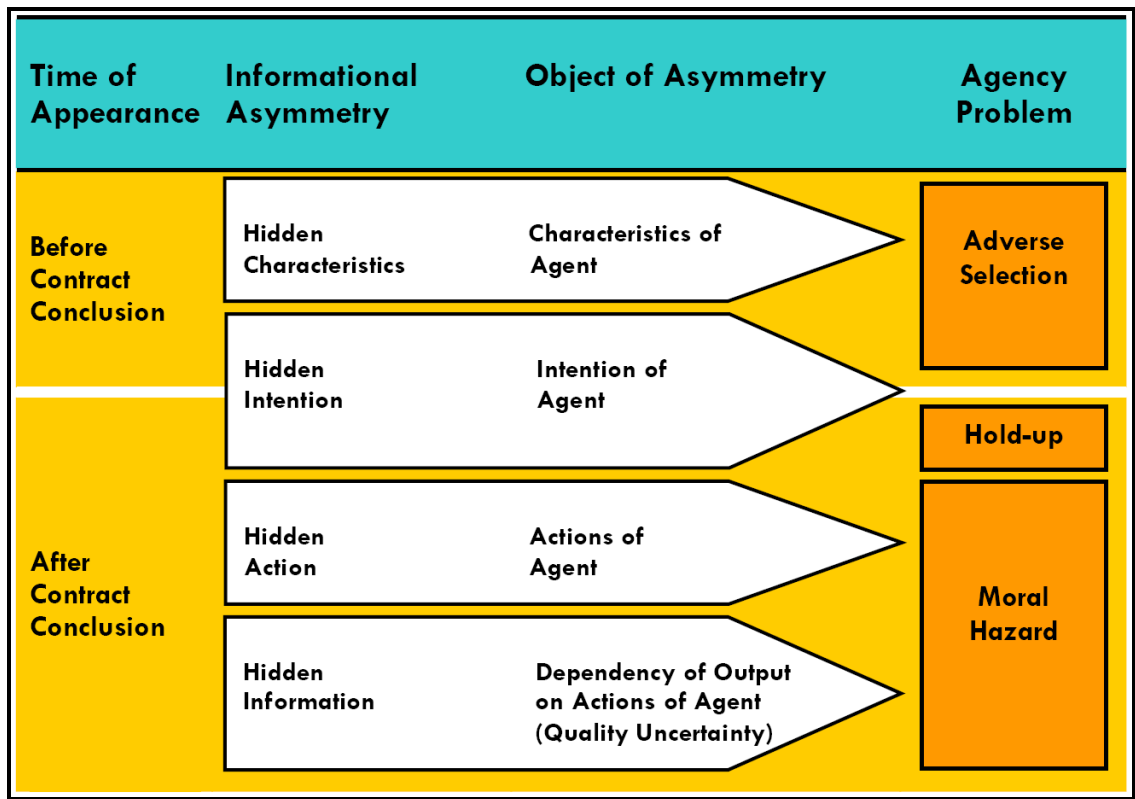 Time of
Appearance
Informational
Asymmetry
Object of Asymmetry
Agency
Problem
Before
Contract
Conclusion
Hidden
Characteristics
Characteristics of
Agent
Adverse
Selection
Hidden
Intention
Intention of
Agent
Hold-up
After
Contract
Conclusion
Hidden
Action
Actions of
Agent
Moral
Hazard
Hidden
Information
Dependency of Output
on Actions of Agent
(Quality Uncertainty)